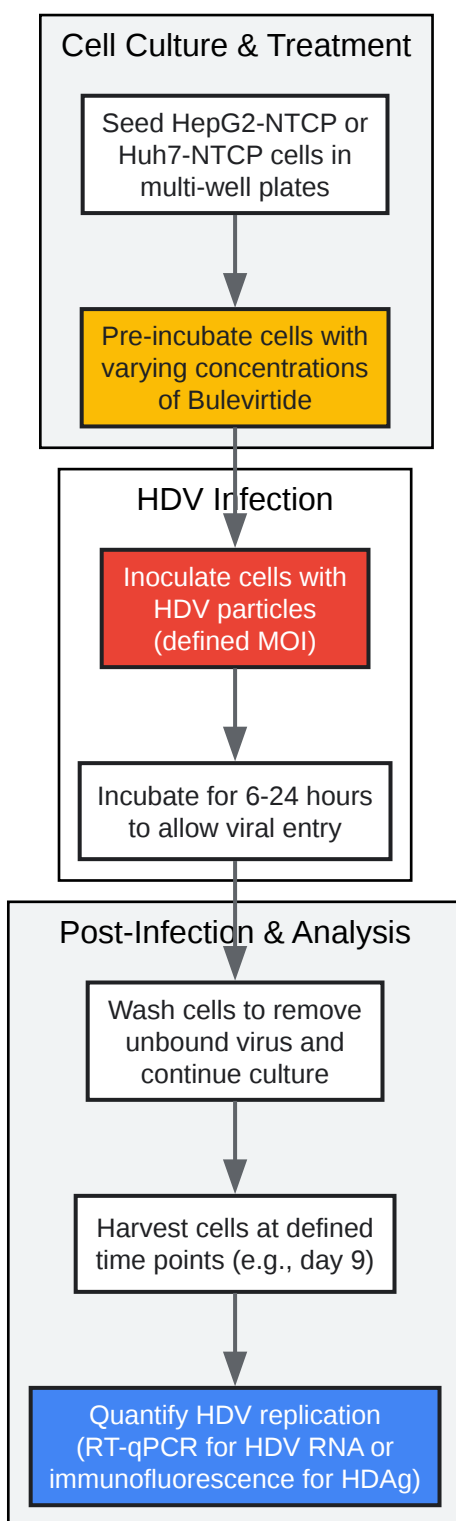 Cell Culture & Treatment
Seed HepG2-NTCP or
Huh7-NTCP cells in
multi-well plates
Pre-incubate cells with
varying concentrations
of Bulevirtide
HDV Infection
Inoculate cells with
HDV particles
(defined MOI)
Incubate for 6-24 hours
to allow viral entry
Post-Infection & Analysis
Wash cells to remove
unbound virus and
continue culture
Harvest cells at defined
time points (e.g., day 9)
Quantify HDV replication
(RT-qPCR for HDV RNA or
immunofluorescence for HDAg)